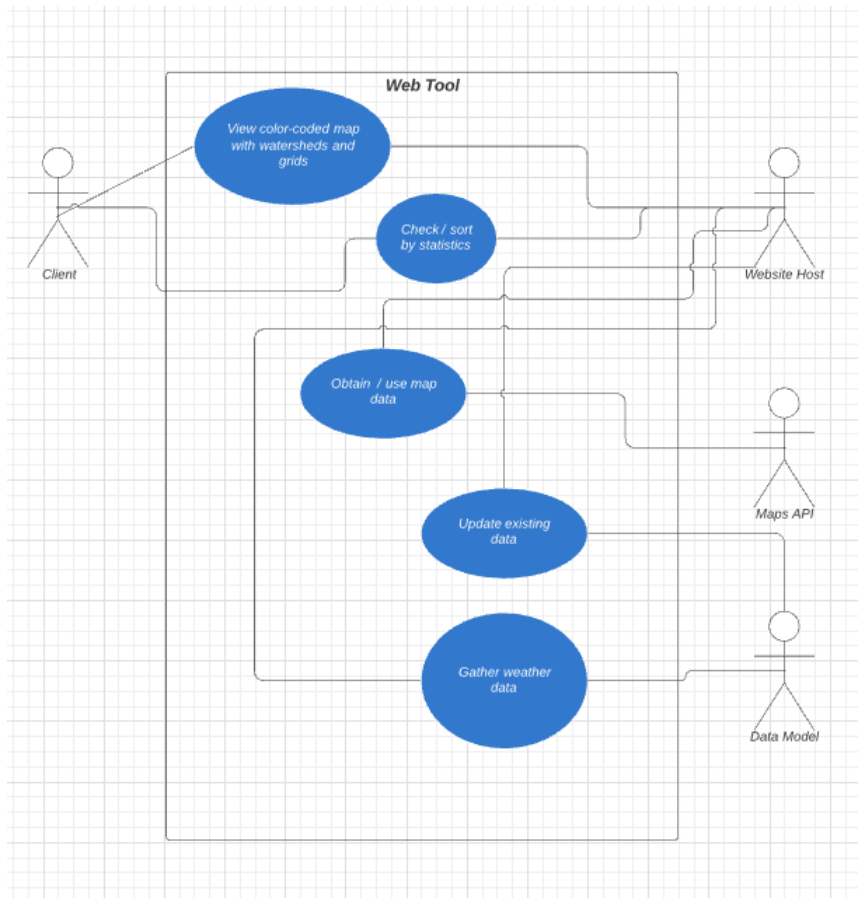 Web Tool
View color-coded map
with watersheds and
grids
Check / sort
by statistics
Client
Website Host
Obtain / use map
data
Maps API
Update existing
data
Gather weather
data
Data Model